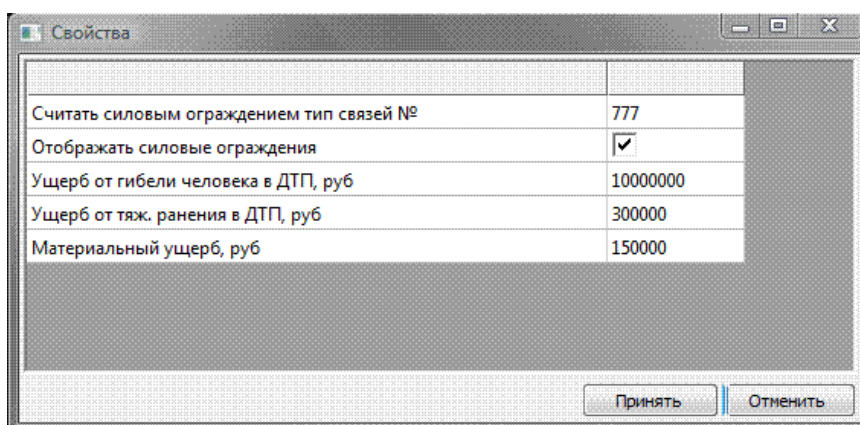 Свойства
Считать силовым ограждением тип связей № 777
Отображать силовые ограждения
Ущерб от гибели человека в ДТП, руб 10000000
Ущерб от тяж. ранения в ДТП, руб 300000
Материальный ущерб, руб 150000
Принять Отменить